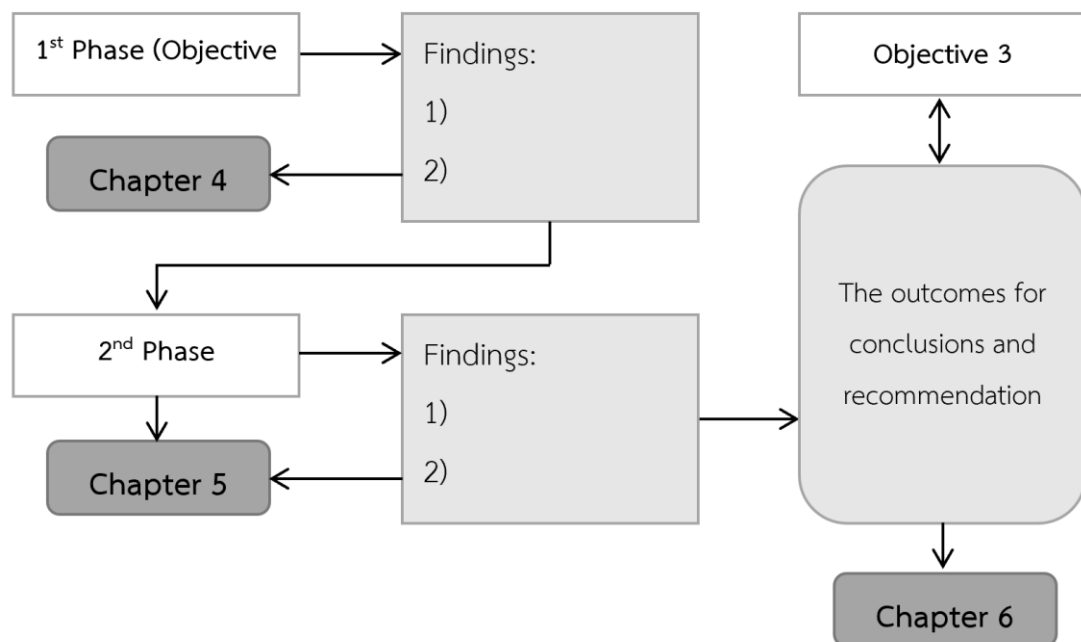 1st Phase (Objective
Findings:
1)
2)
Chapter 4
2nd Phase
Findings:
1)
2)
Chapter 5
Objective 3
The outcomes for
conclusions and
recommendation
Chapter 6